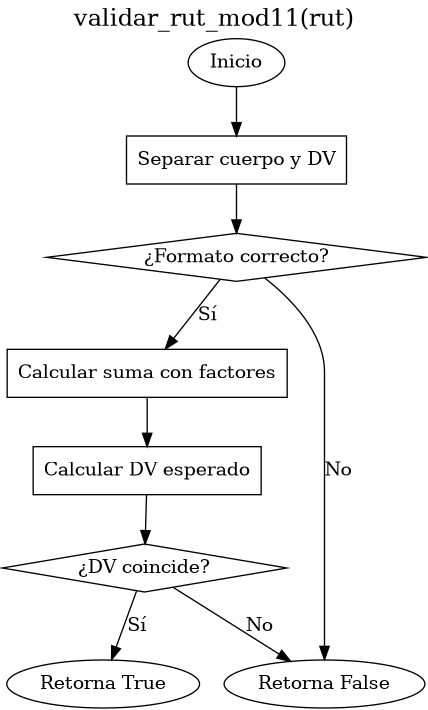 validar_rut_mod11(rut)
Inicio
Separar cuerpo y DV
¿Formato correcto?
Sí
Calcular suma con factores
Calcular DV esperado
No
¿DV coincide?
Sí
No
Retorna True
Retorna False